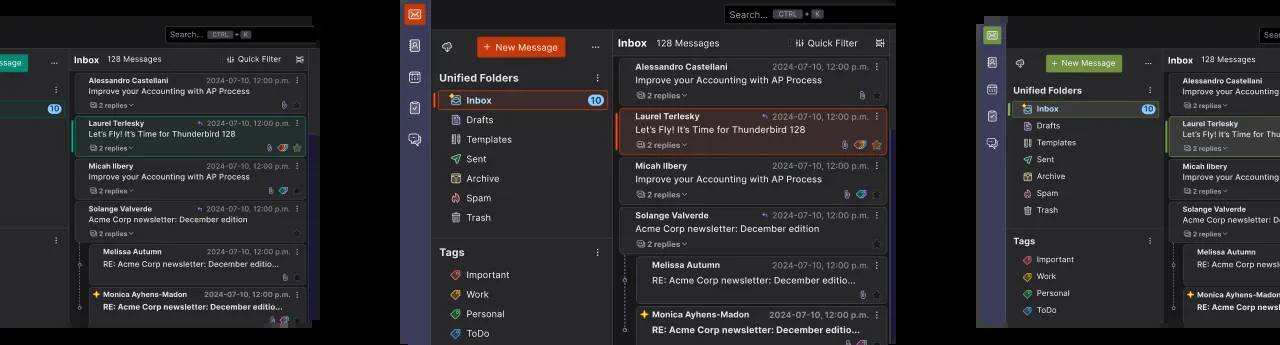 Search... CTRL + K
ssage ...
Inbox 128 Messages Quick Filter
10
Alessandro Castellani 2024-07-10, 12:00 p.m.
Improve your Accounting with AP Process
2 replies
Laurel Terlesky 2024-07-10, 12:00 p.m.
Let's Fly! It's Time for Thunderbird 128
2 replies
Micah Ilbery 2024-07-10, 12:00 p.m.
Improve your Accounting with AP Process
2 replies
Solange Valverde 2024-07-10, 12:00 p.m.
Acme Corp newsletter: December edition
2 replies
Melissa Autumn 2024-07-10, 12:00 p.m.
RE: Acme Corp newsletter: December editio...
Monica Ayhens-Madon 2024-07-10, 12:00 p.m.
RE: Acme Corp newsletter: December editio...
Search... CTRL + K
+ New Message ...
Unified Folders
Inbox 10
Drafts
Templates
Sent
Archive
Spam
Trash
Tags
Important
Work
Personal
ToDo
Inbox 128 Messages Quick Filter
Alessandro Castellani 2024-07-10, 12:00 p.m.
Improve your Accounting with AP Process
2 replies
Laurel Terlesky 2024-07-10, 12:00 p.m.
Let's Fly! It's Time for Thunderbird 128
2 replies
Micah Ilbery 2024-07-10, 12:00 p.m.
Improve your Accounting with AP Process
2 replies
Solange Valverde 2024-07-10, 12:00 p.m.
Acme Corp newsletter: December edition
2 replies
Melissa Autumn 2024-07-10, 12:00 p.m.
RE: Acme Corp newsletter: December editio...
Monica Ayhens-Madon 2024-07-10, 12:00 p.m.
RE: Acme Corp newsletter: December editio...
Sea
+ New Message ...
Unified Folders
Inbox 10
Drafts
Templates
Sent
Archive
Spam
Trash
Tags
Important
Work
Personal
ToDo
Inbox 128 Messages
Alessandro Castellani
Improve your Accounting w
2 replies
Laurel Terlesky
Let's Fly! It's Time for Thu
2 replies
Micah Ilbery
Improve your Accounting w
2 replies
Solange Valverde
Acme Corp newsletter: De
2 replies
Melissa Autumn
RE: Acme Corp newsl
Monica Ayhens-Mado
RE: Acme Corp newsl